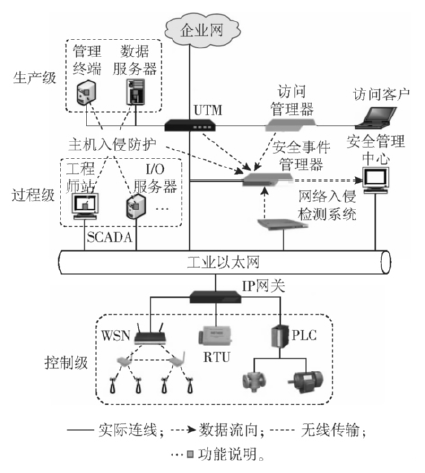 企业网
管理
终端
数据
服务器
生产级
UTM
访问
管理器
访问客户
主机入侵防护
安全事件
管理器
安全管理
中心
工程
师站
I/O
服务器
过程级
...
网络入侵
检测系统
SCADA
工业以太网
IP网关
WSN
RTU
PLC
控制级
实际连线； 数据流向； 无线传输；
功能说明。